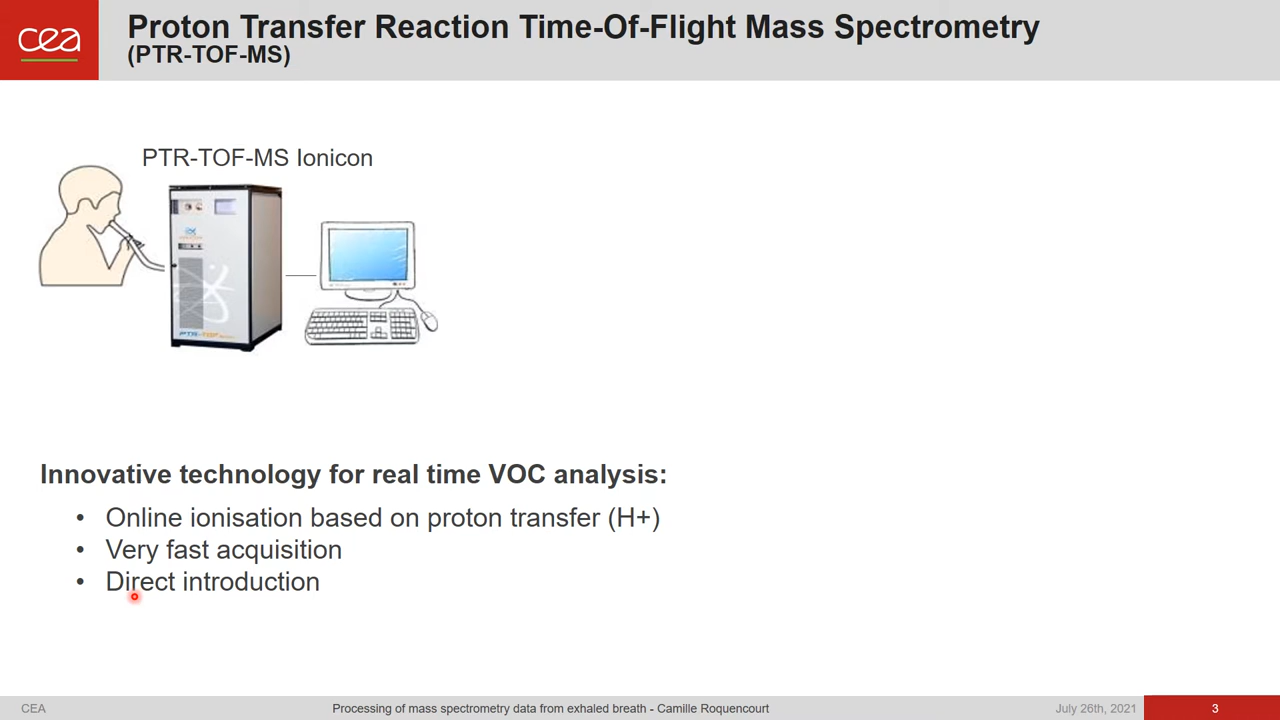 cea
Proton Transfer Reaction Time-Of-Flight Mass Spectrometry
(PTR-TOF-MS)
PTR-TOF-MS Ionicon
PTR-TOF
Innovative technology for real time VOC analysis:
• Online ionisation based on proton transfer (H+)
• Very fast acquisition
• Direct introduction
CEA
Processing of mass spectrometry data from exhaled breath - Camille Roquencourt
July 26th, 2021
3